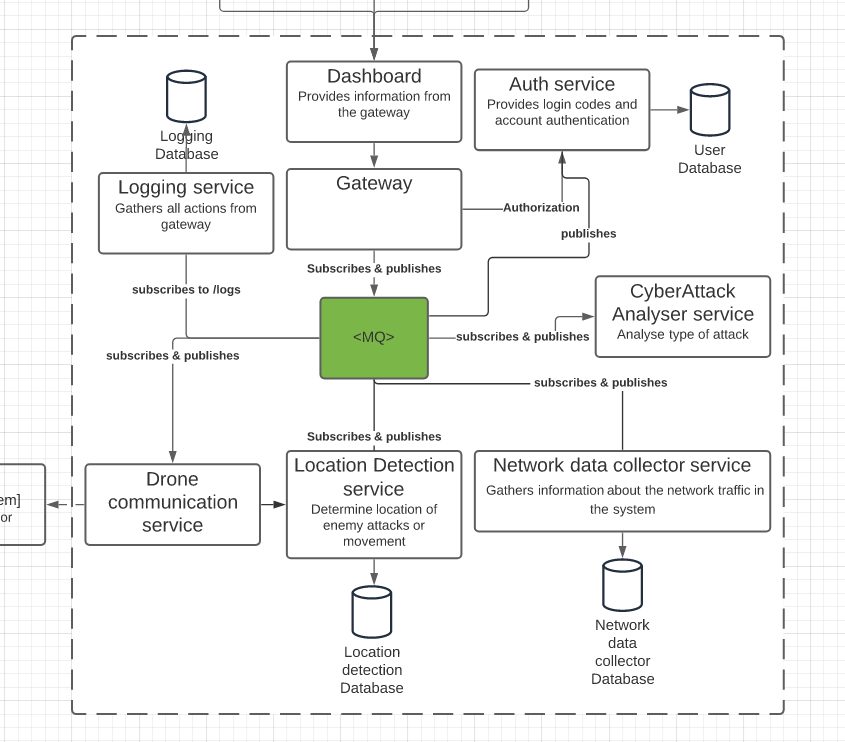 Dashboard
Provides information from
the gateway
Auth service
Provides login codes and
account authentication
Logging
Database
User
Database
Logging service
Gathers all actions from
gateway
Gateway
Authorization
publishes
Subscribes & publishes
subscribes to /logs
CyberAttack
Analyser service
Analyse type of attack
<MQ>
subscribes & publishes
subscribes & publishes
subscribes & publishes
Subscribes & publishes
Drone
communication
service
Location Detection
service
Determine location of
enemy attacks or
movement
Network data collector service
Gathers information about the network traffic in
the system
em]
or
Location
detection
Database
Network
data
collector
Database